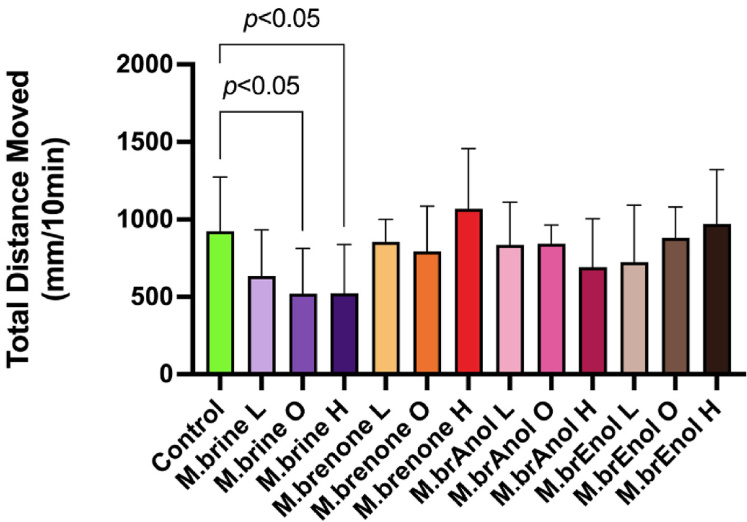 p<0.05
p<0.05
Total Distance Moved
(mm/10min)
2000
1500
1000
500
0
Control
M.brine L
M.brine O
M.brine H
M.brenone L
M.brenone O
M.brenone H
M.brAnol L
M.brAnol O
M.brAnol H
M.brEnol L
M.brEnol O
M.brEnol H